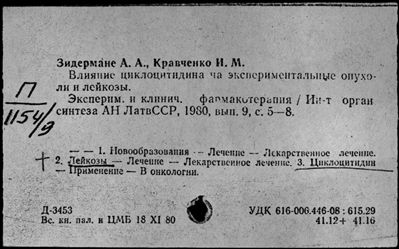 Зидермане А. А., Кравченко И. М.
Влияние циклоцитидина на экспериментальные опухо-
ли и лейкозы.
Эксперим. и клинич. фармакотерапия / Ин-т орган
синтеза АН ЛатвССР, 1980, вып. 9, с. 5—8.
П
1154/9
— — 1. Новообразования — Лечение — Лекарственное лечение.
2. Лейкозы — Лечение — Лекарственное лечение. 3. Циклоцитидин
— Применение — В онкологии.
Д-3453
Вс. кн. пал. и ЦМБ 18 XI 80
УДК 616-006.446-08 : 615.29
41.12+ 41.16